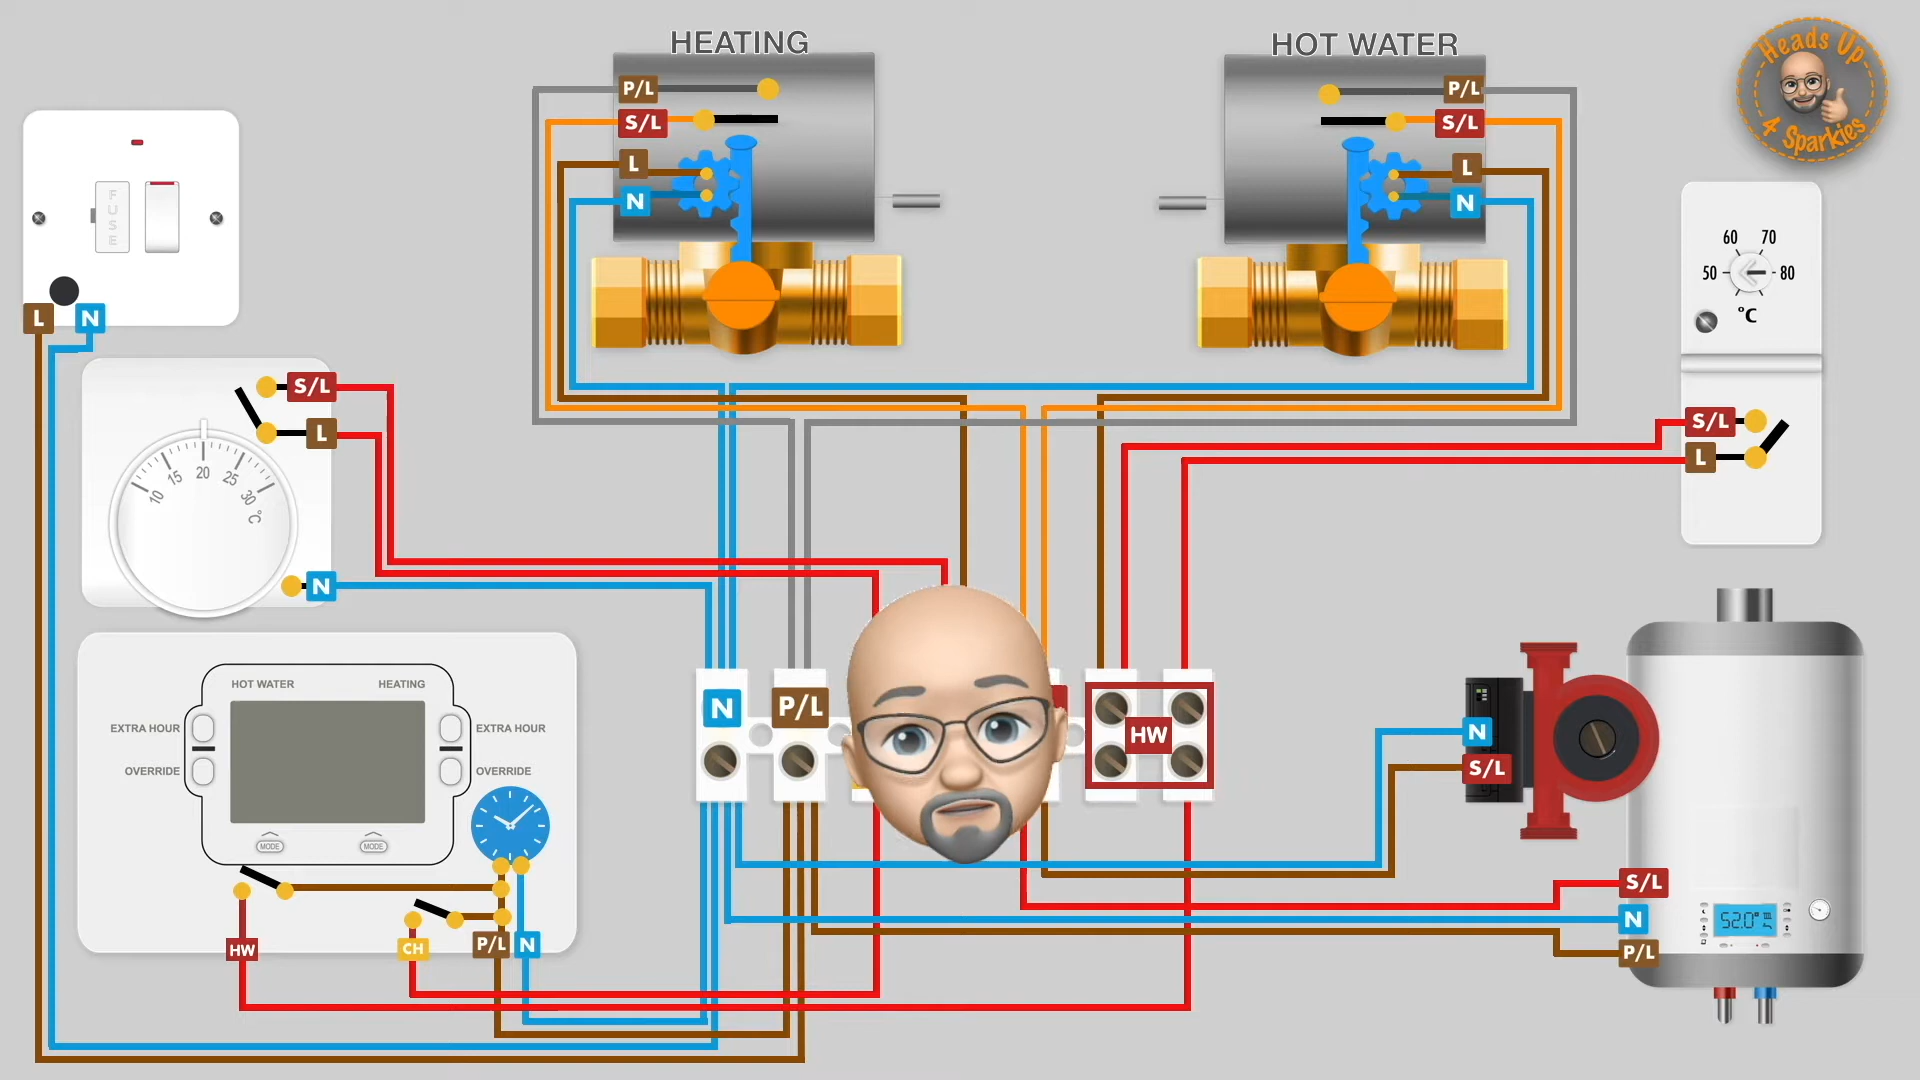 HEATING
HOT WATER
Heads Up
4 Sparkies
P/L
S/L
L
N
P/L
S/L
L
N
FUSE
L
N
S/L
L
10
15
20
25
30
°C
N
60
70
50
80
°C
S/L
L
HOT WATER
HEATING
EXTRA HOUR
EXTRA HOUR
OVERRIDE
OVERRIDE
MODE
MODE
HW
CH
P/L
N
N
P/L
HW
N
S/L
S/L
N
P/L
52.0°